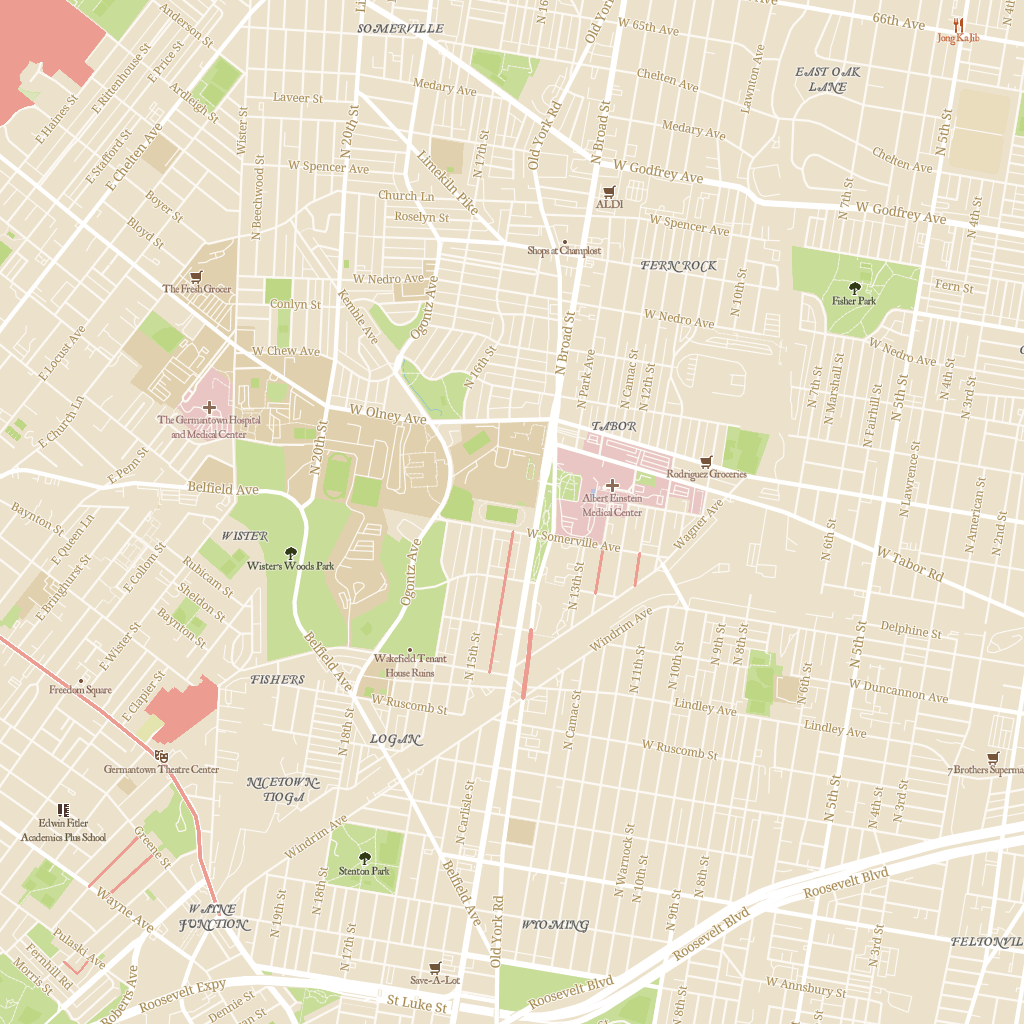 Anderson St
SOMERVILLE
W 65th Ave
66th Ave
Jong Ka Jib
E Rittenhouse St
E Price St
Old York Rd
N 16
EAST OAK
LANE
Chelten Ave
Lawnton Ave
Medary Ave
Ardleigh St
Laveer St
Wister St
N 20th St
E Haines St
E Stafford St
E Chelten Ave
N 17th St
Old York Rd
N Broad St
Medary Ave
N 5th St
Chelten Ave
Limekiln Pike
W Spencer Ave
W Godfrey Ave
N Beechwood St
Boyer St
Church Ln
Roselyn St
ALDI
N 7th St
W Godfrey Ave
N 4th St
W Spencer Ave
Bloyd St
Shops at Champlost
FERN ROCK
The Fresh Grocer
W Nedro Ave
Ogontz Ave
N 10th St
Fisher Park
Fern St
Conlyn St
Kemble Ave
W Nedro Ave
N Broad St
E Locust Ave
W Chew Ave
N 16th St
N Park Ave
N Camac St
N 12th St
W Nedro Ave
N 7th St
N Marshall St
N Fairhill St
N 5th St
N 4th St
N 3rd St
The Germantown Hospital
and Medical Center
W Olney Ave
TABOR
E Church Ln
N 20th St
E Penn St
Rodriguez Groceries
N Lawrence St
Belfield Ave
Albert Einstein
Medical Center
Wagner Ave
N American St
N 2nd St
Baynton St
E Queen Ln
WISTER
Wister's Woods Park
W Somerville Ave
N 6th St
W Tabor Rd
E Bringhurst St
E Collom St
Rubicam St
Sheldon St
Baynton St
Ogontz Ave
N 13th St
Windrim Ave
Delphine St
E Wister St
Belfield Ave
Wakefield Tenant
House Ruins
N 15th St
N 11th St
N 10th St
N 9th St
N 8th St
N 5th St
Freedom Square
FISHERS
E Clapier St
W Ruscomb St
N 18th St
N Camac St
Lindley Ave
N 6th St
W Duncannon Ave
Lindley Ave
LOGAN
W Ruscomb St
Germantown Theatre Center
7 Brothers Superma
NICETOWN-
TIOGA
Edwin Fitler
Academics Plus School
Greene St
Windrim Ave
N Carlisle St
N 5th St
N 4th St
N 3rd St
Stenton Park
Belfield Ave
N Warnock St
N 10th St
N 8th St
Roosevelt Blvd
Wayne Ave
WAYNE
JUNCTION
N 19th St
N 18th St
N 9th St
Old York Rd
WYOMING
Roosevelt Blvd
Pulaski Ave
Fernhill Rd
Morris St
N 17th St
N 3rd St
FELTONVIL
Save-A-Lot
Roberts Ave
Roosevelt Expy
St Luke St
Roosevelt Blvd
W Annsbury St
Dennie St
N 8th St